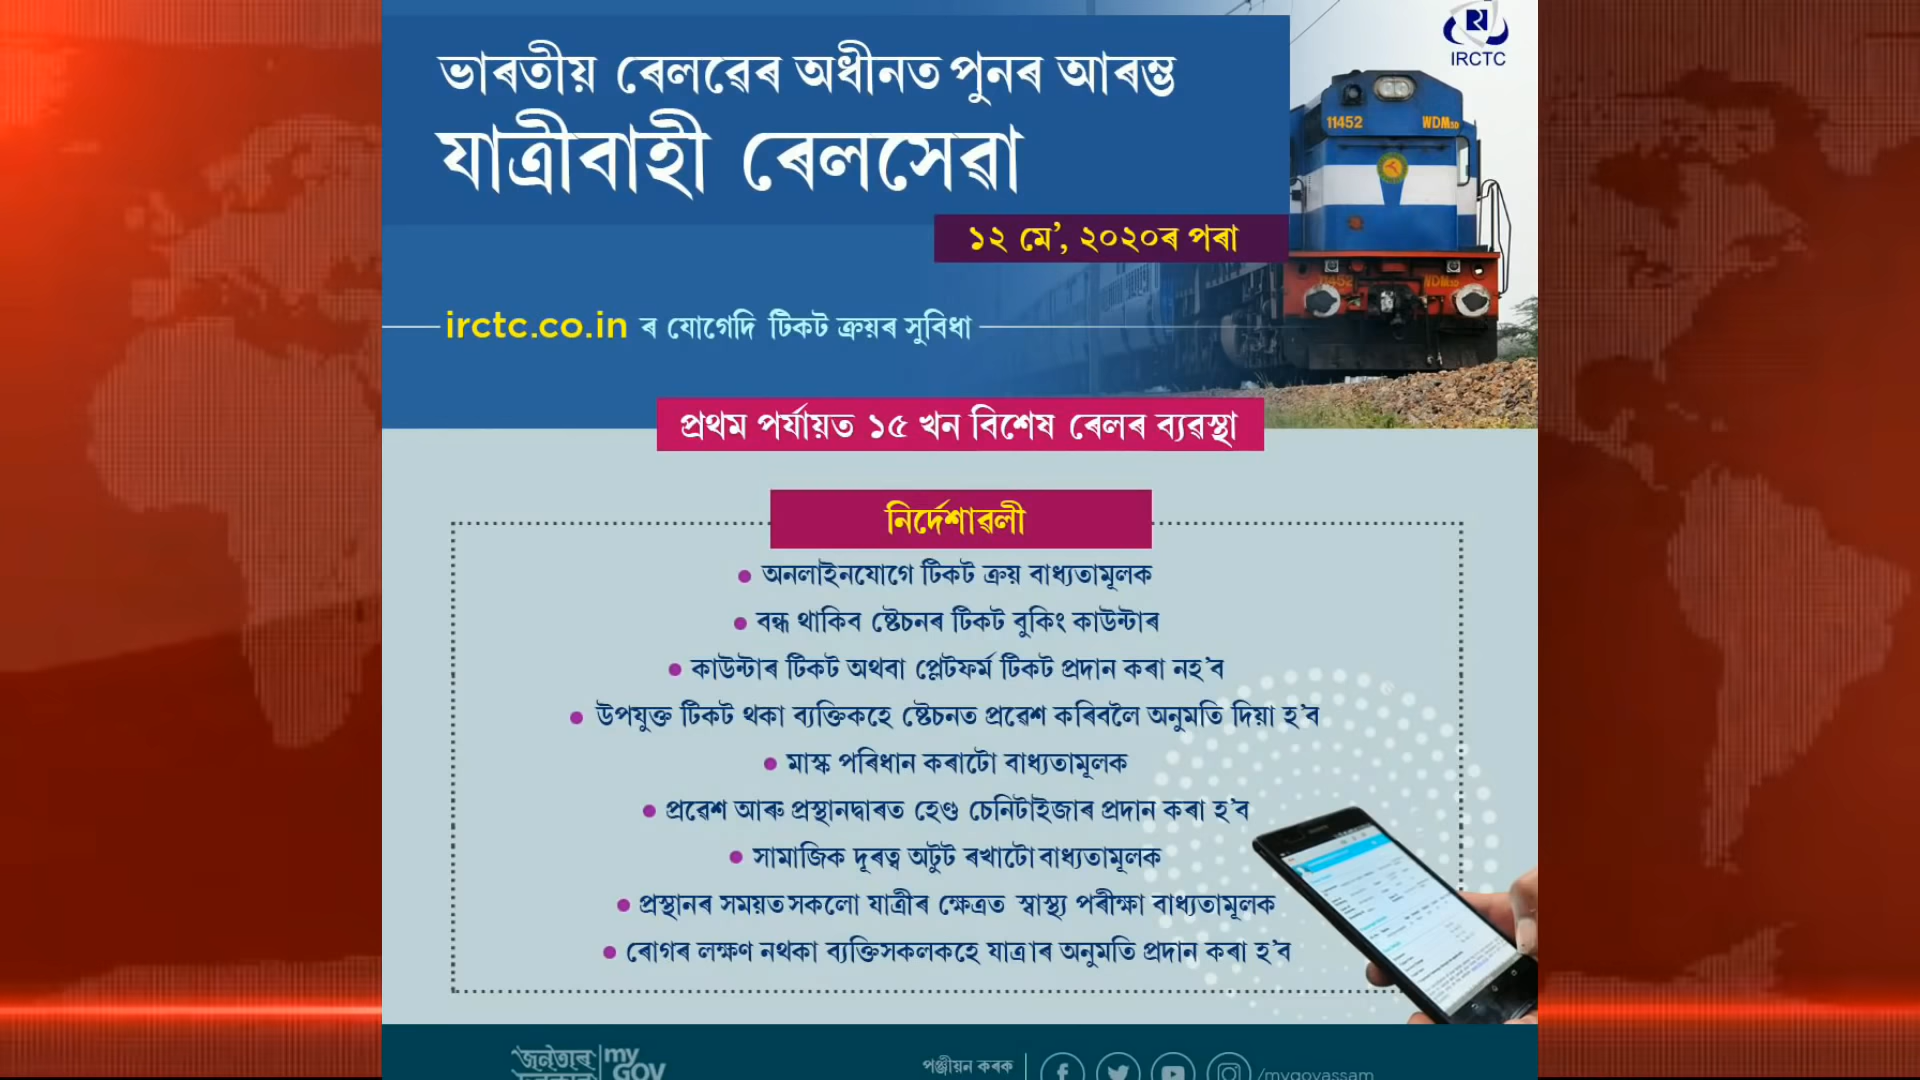 IRCTC
ভাৰতীয় ৰেলৱেৰ অধীনত পুনৰ আৰম্ভ
যাত্ৰীবাহী ৰেলসেৱা
11452 WDM3D
১২ মে’, ২০২০ৰ পৰা
11452 WDM3D
irctc.co.in ৰ যোগেদি টিকট ক্ৰয়ৰ সুবিধা
প্ৰথম পৰ্যায়ত ১৫ খন বিশেষ ৰেলৰ ব্যৱস্থা
নিৰ্দেশাৱলী
• অনলাইনযোগে টিকট ক্ৰয় বাধ্যতামূলক
• বন্ধ থাকিব ষ্টেচনৰ টিকট বুকিং কাউন্টাৰ
• কাউন্টাৰ টিকট অথবা প্লেটফৰ্ম টিকট প্ৰদান কৰা নহ’ব
• উপযুক্ত টিকট থকা ব্যক্তিকহে ষ্টেচনত প্ৰৱেশ কৰিবলৈ অনুমতি দিয়া হ’ব
• মাস্ক পৰিধান কৰাটো বাধ্যতামূলক
• প্ৰৱেশ আৰু প্ৰস্থানদ্বাৰত হেণ্ড চেনিটাইজাৰ প্ৰদান কৰা হ’ব
• সামাজিক দূৰত্ব অটুট ৰখাটো বাধ্যতামূলক
• প্ৰস্থানৰ সময়ত সকলো যাত্ৰীৰ ক্ষেত্ৰত স্বাস্থ্য পৰীক্ষা বাধ্যতামূলক
• ৰোগৰ লক্ষণ নথকা ব্যক্তিসকলকহে যাত্ৰাৰ অনুমতি প্ৰদান কৰা হ’ব
জনতাৰ my
GOV
পঞ্জীয়ন কৰক
/mygovassam